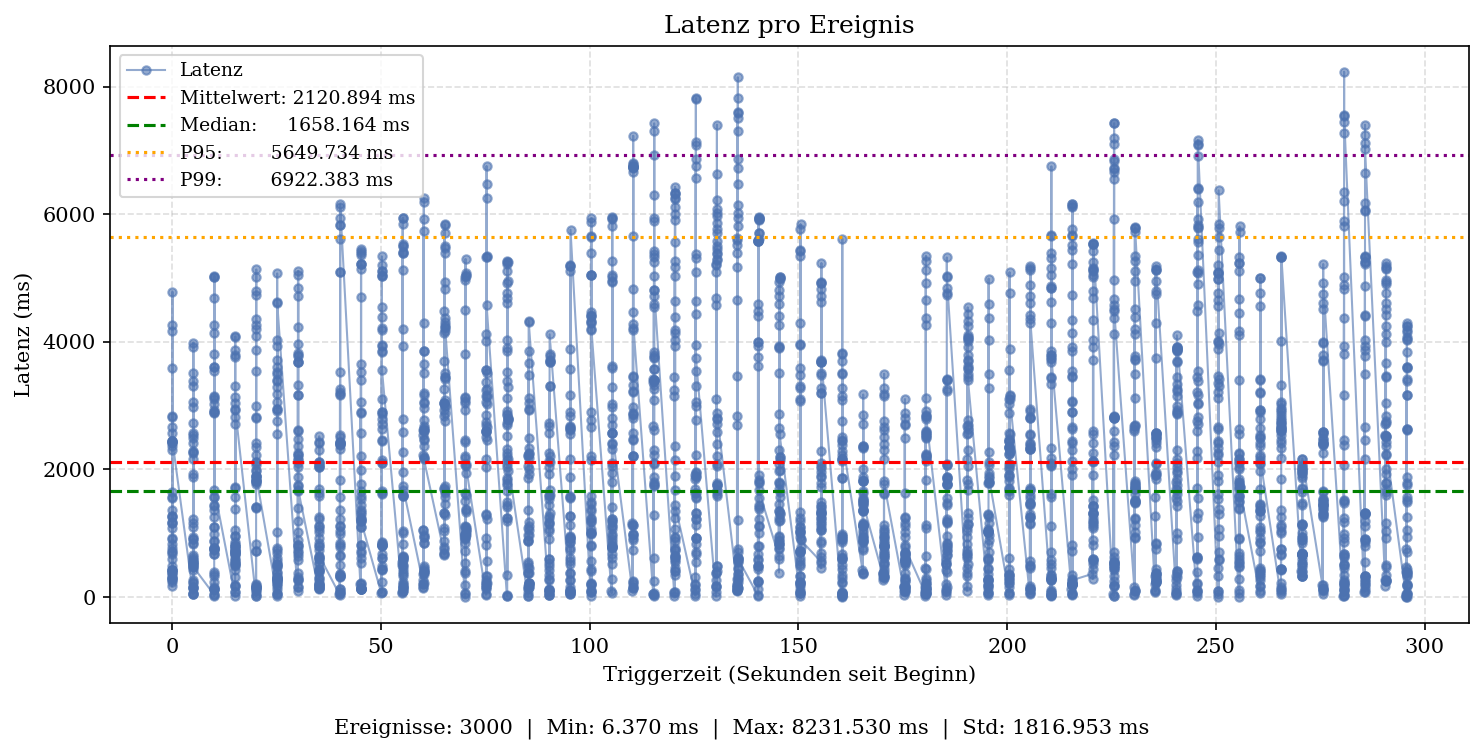 Latenz pro Ereignis
Latenz
Mittelwert: 2120.894 ms
Median: 1658.164 ms
P95: 5649.734 ms
P99: 6922.383 ms
8000
6000
4000
2000
0
Latenz (ms)
0 50 100 150 200 250 300
Triggerzeit (Sekunden seit Beginn)
Ereignisse: 3000 | Min: 6.370 ms | Max: 8231.530 ms | Std: 1816.953 ms